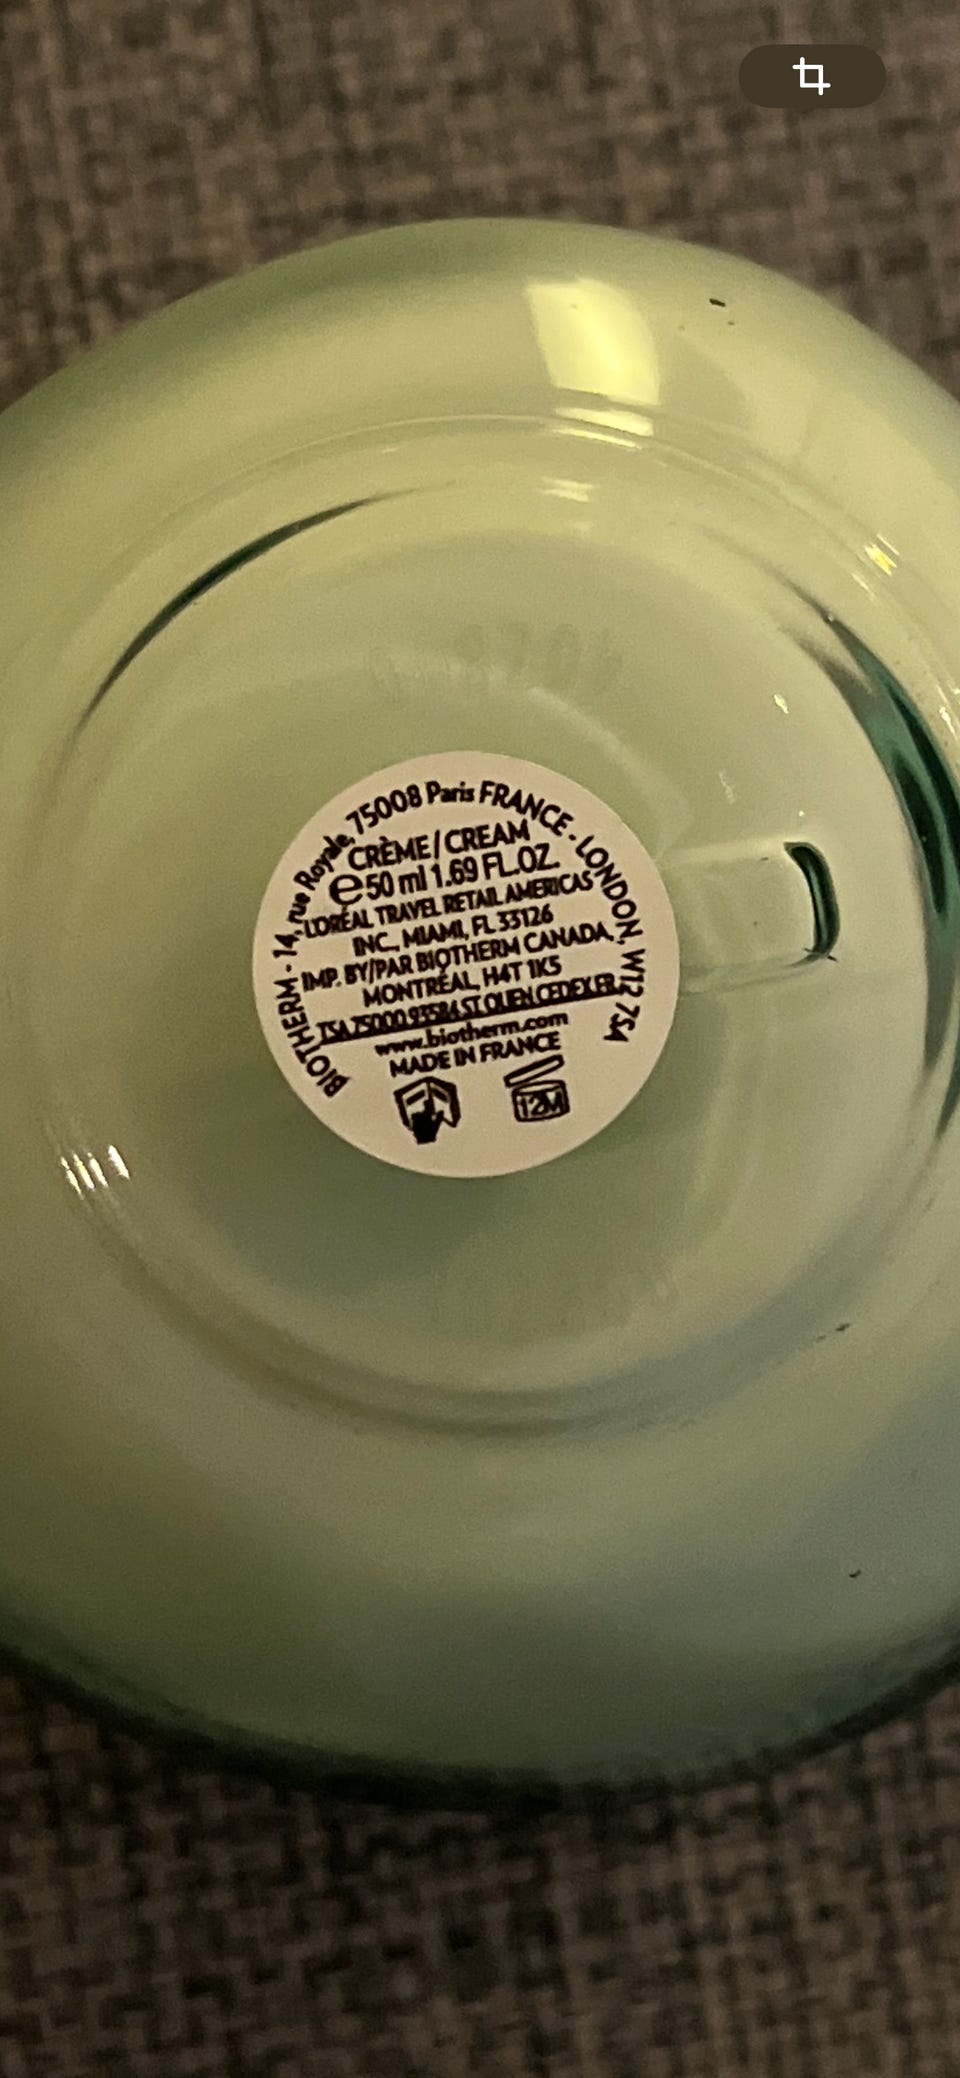 BIOTHERM - 14, rue Royale, 75008 Paris FRANCE - LONDON, W12 7SA
CRÈME / CREAM
e 50 ml 1.69 FL.OZ.
L'ORÉAL TRAVEL RETAIL AMERICAS
INC., MIAMI, FL 33126
IMP. BY/PAR BIOTHERM CANADA,
MONTRÉAL, H4T 1K5
TSA 75000 93584 ST OUEN CEDEX FR.
www.biotherm.com
MADE IN FRANCE
12M